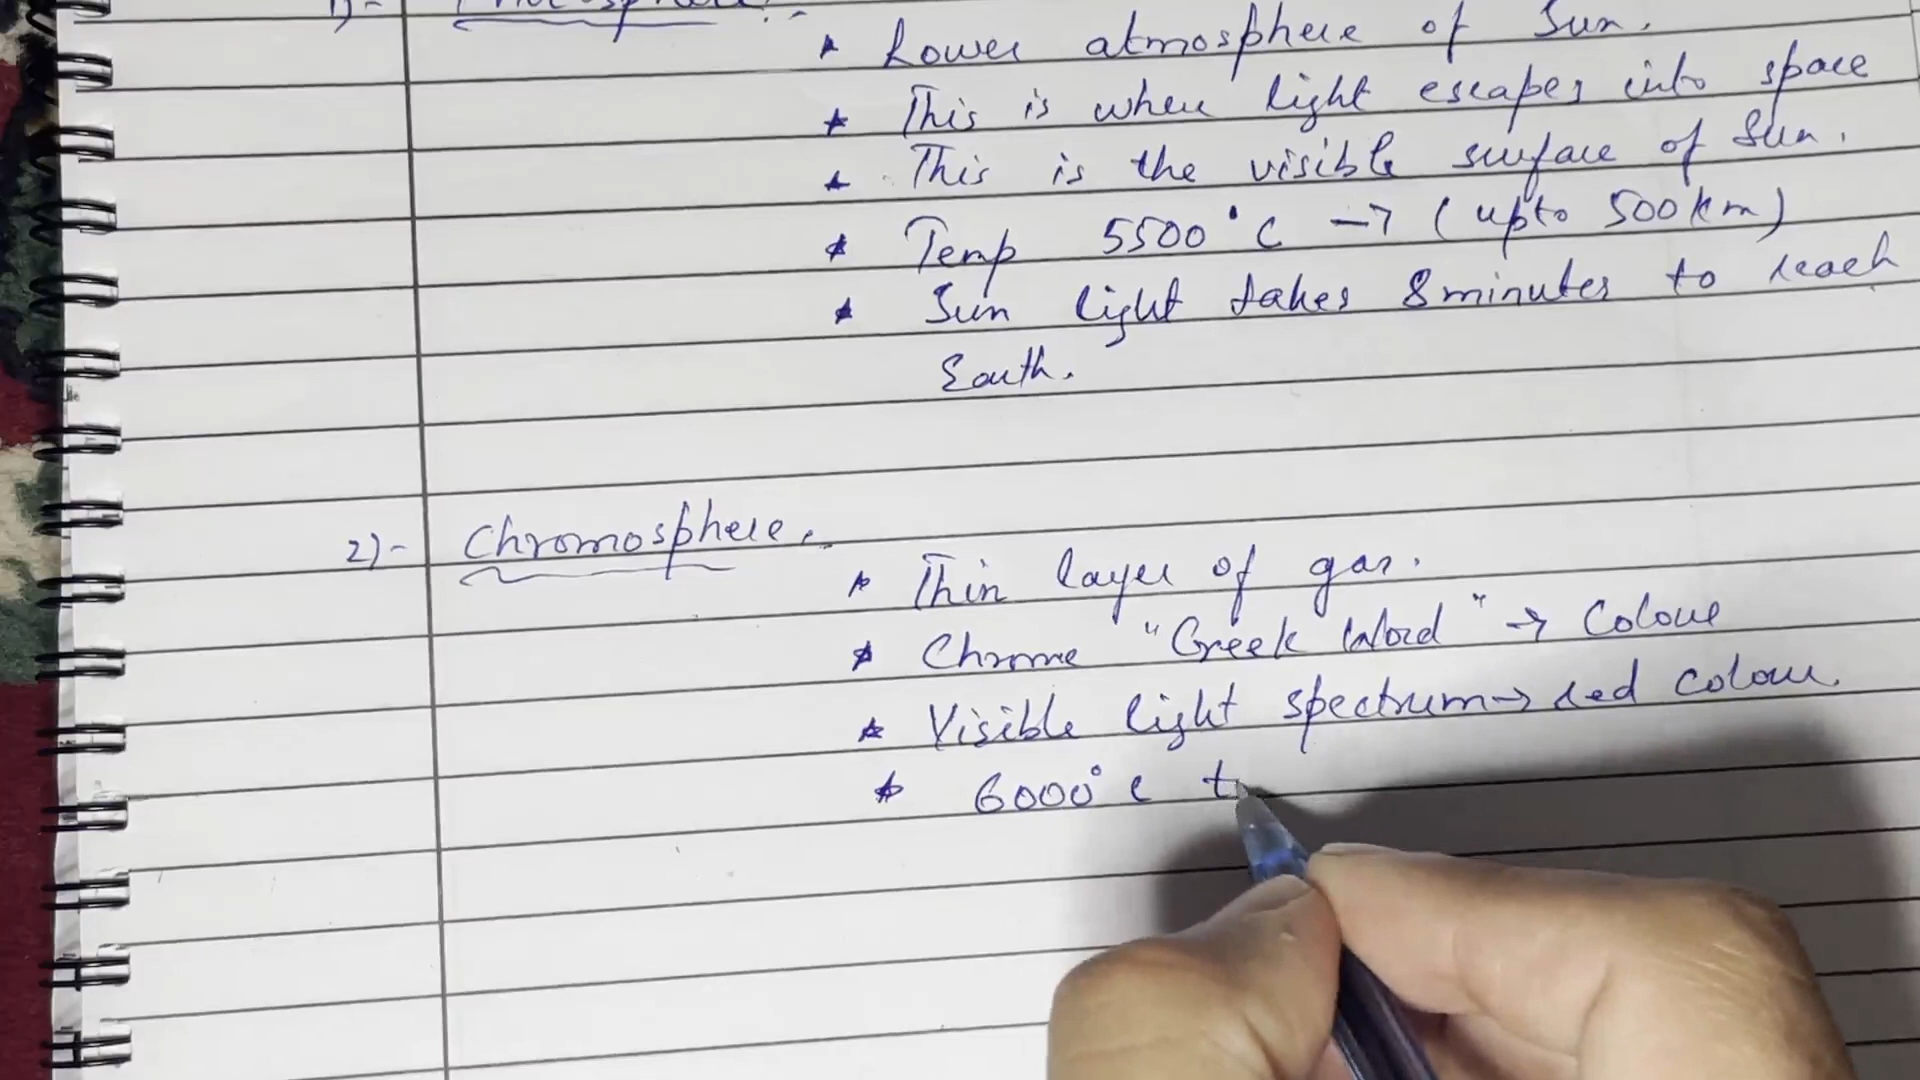 1)-
* Lower atmosphere of Sun.
* This is where light escapes into space
* This is the visible surface of Sun.
* Temp 5500°C → (upto 500km)
* Sun light takes 8 minutes to reach
Earth.
2)- Chromosphere.
* Thin layer of gas.
* Chrome "Greek Word" → Colour
* Visible light spectrum → red colour.
* 6000°C t